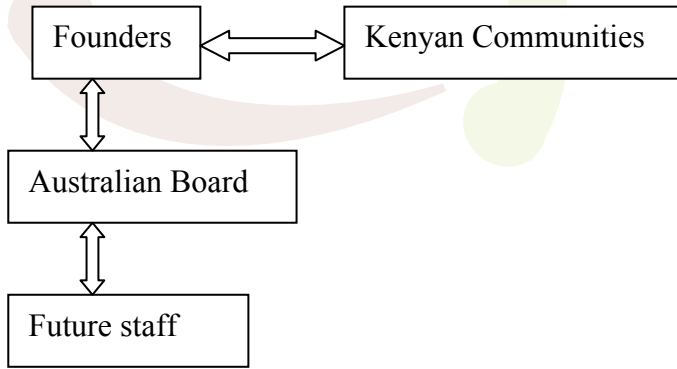 Founders
Kenyan Communities
Australian Board
Future staff